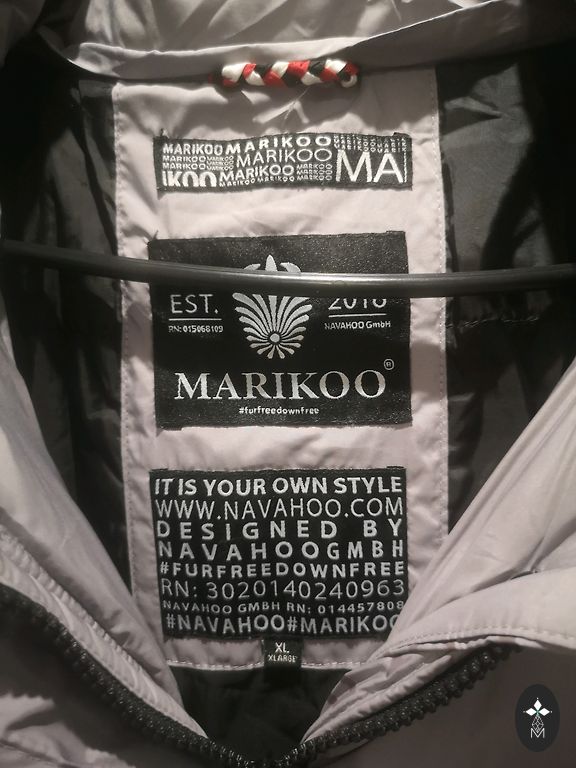 MARIKOO MARIKOO
MARIKOO
MARIKOO MARIKOO
MA
EST. 2016
RN: 015068109 NAVAHOO GmbH
MARIKOO®
#furfreedownfree
IT IS YOUR OWN STYLE
WWW.NAVAHOO.COM
DESIGNED BY
NAVAHOOGMBH
#FURFREEDOWNFREE
RN: 3020140240963
NAVAHOO GMBH RN: 014457808
#NAVAHOO#MARIKOO
XL
XLARGE
M